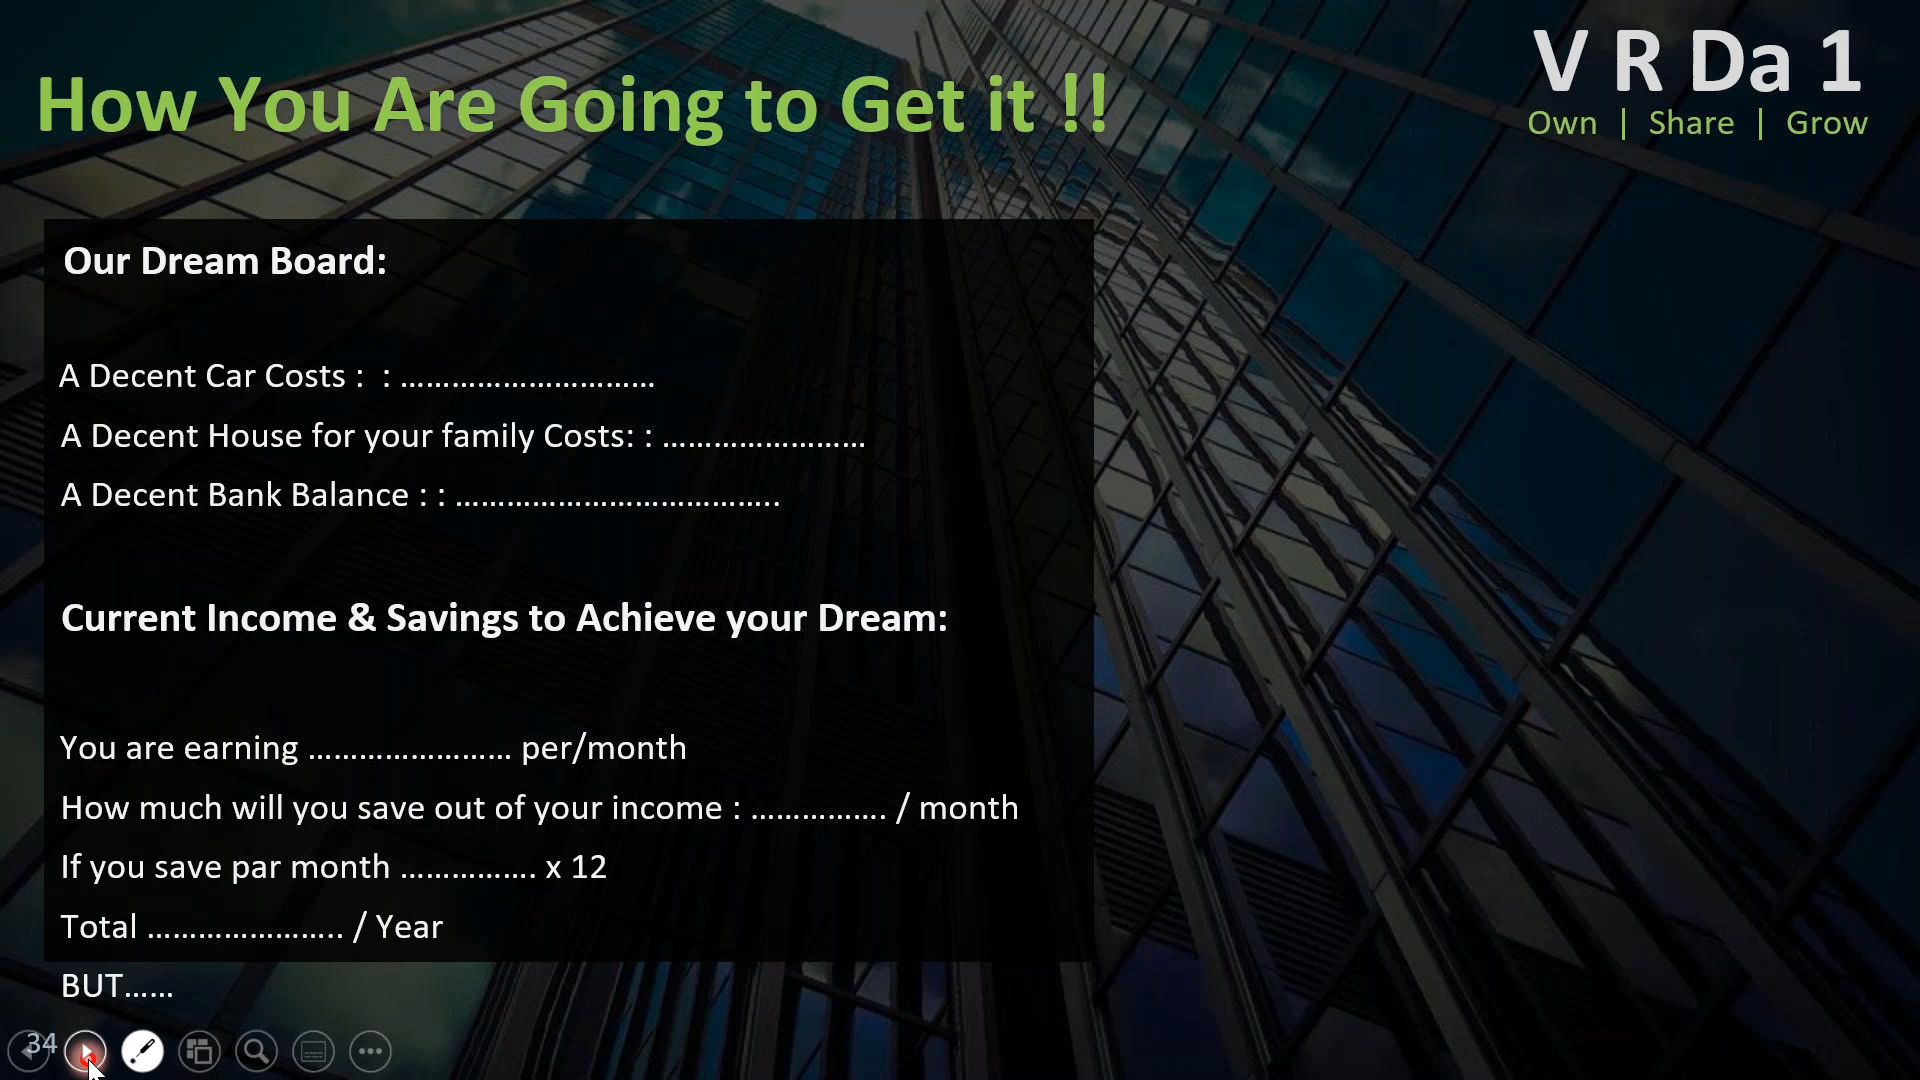 How You Are Going to Get it !!
V R Da 1
Own | Share | Grow
Our Dream Board:
A Decent Car Costs :  : …………………………
A Decent House for your family Costs: : ……………………
A Decent Bank Balance : : ………………………………..
Current Income & Savings to Achieve your Dream:
You are earning …………………… per/month
How much will you save out of your income : ……………. / month
If you save par month ……………. x 12
Total ………………….. / Year
BUT……
34